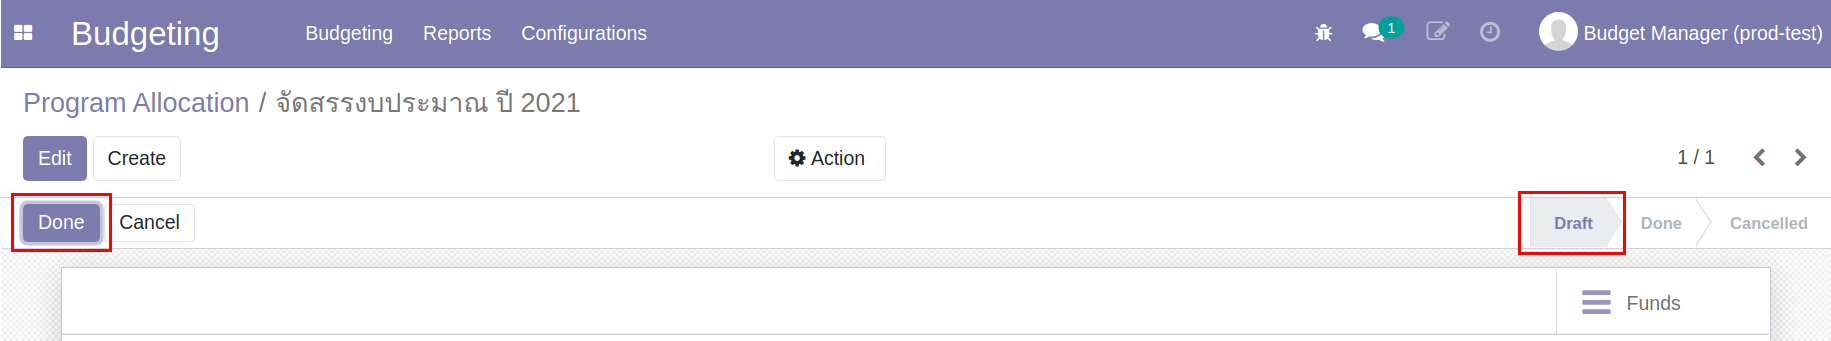 Budgeting Budgeting Reports Configurations 1 Budget Manager (prod-test)
Program Allocation / จัดสรรงบประมาณ ปี 2021
Edit Create Action 1 / 1
Done Cancel Draft Done Cancelled
Funds